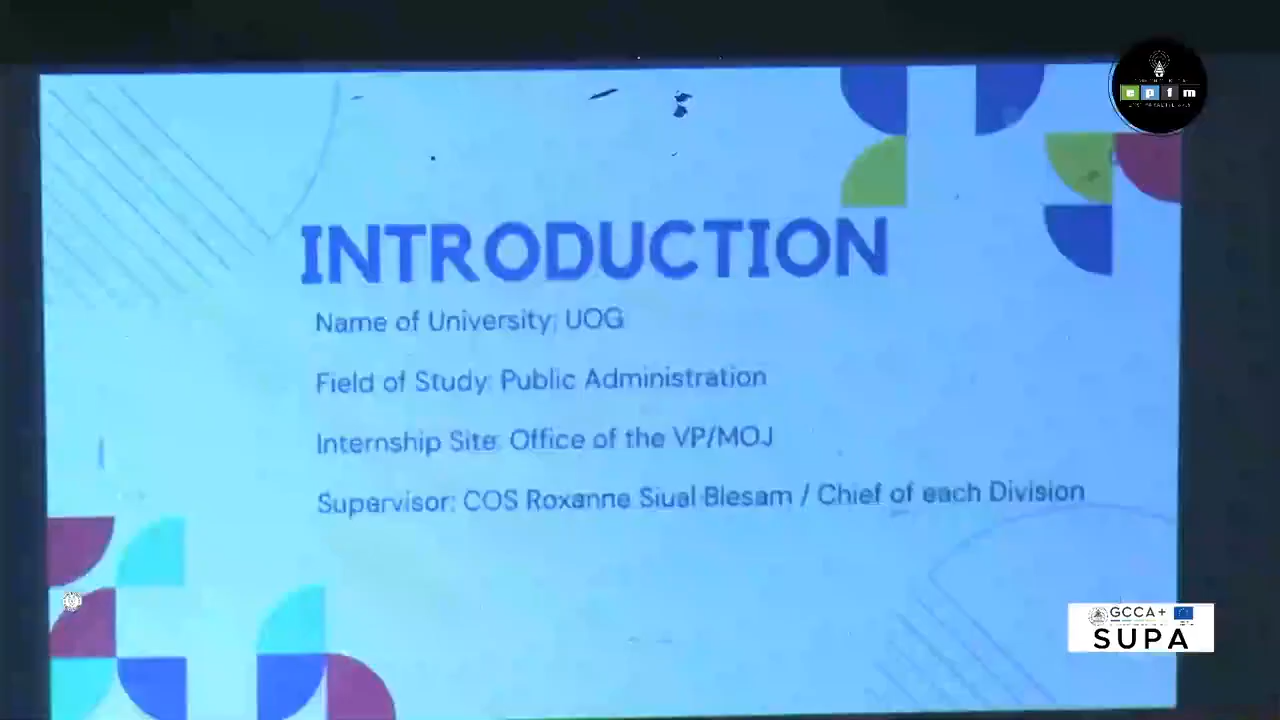 epfm
INTRODUCTION
Name of University: UOG
Field of Study: Public Administration
Internship Site: Office of the VP/MOJ
Supervisor: COS Roxanne Siual Blesam / Chief of each Division
GCCA+
SUPA